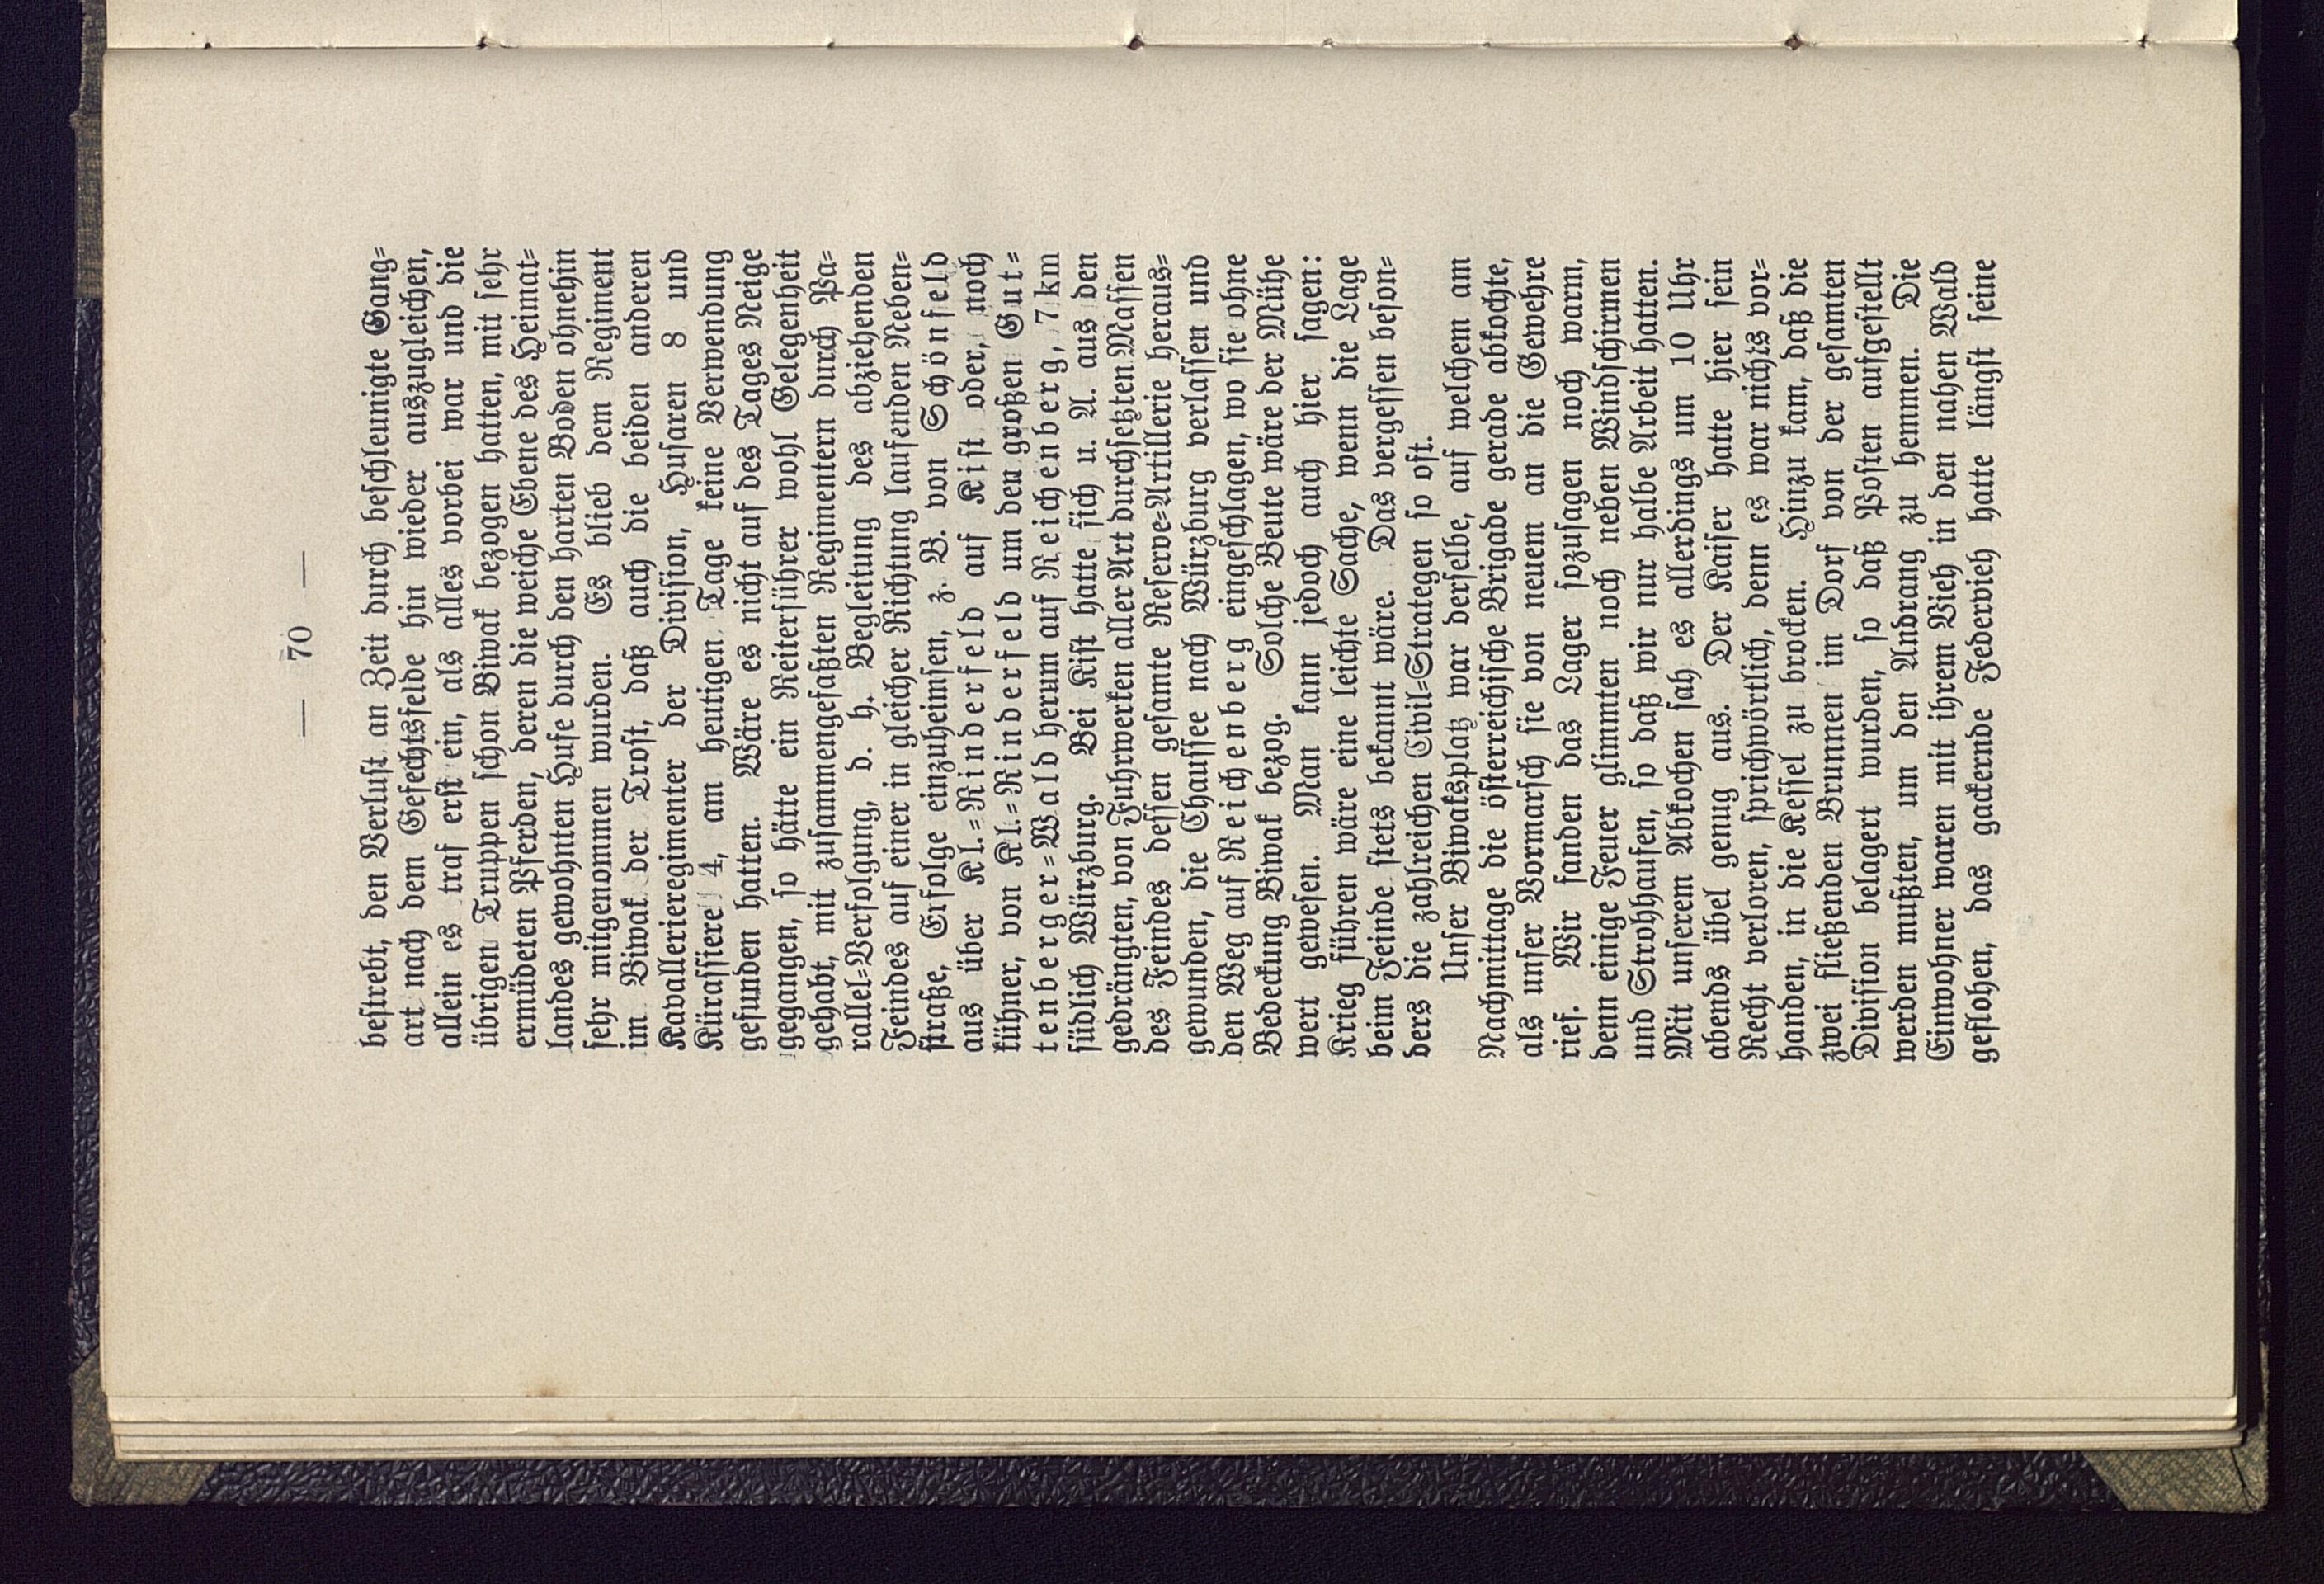 — 70 —
bestrebt, den Verlust an Zeit durch beschleunigte Gang-
art nach dem Gefechtsfelde hin wieder auszugleichen,
allein es traf erst ein, als alles vorbei war und die
übrigen Truppen schon Biwak bezogen hatten, mit sehr
ermüdeten Pferden, deren die weiche Ebene des Heimat-
landes gewohnten Hufe durch den harten Boden ohnehin
sehr mitgenommen wurden. Es blieb dem Regiment
im Biwak der Trost, daß auch die beiden anderen
Kavallerieregimenter der Division, Husaren 8 und
Kürassiere 4, am heutigen Tage keine Verwendung
gefunden hatten. Wäre es nicht auf des Tages Neige
gegangen, so hätte ein Reiterführer wohl Gelegenheit
gehabt, mit zusammengefaßten Regimentern durch Pa-
rallel-Verfolgung, d. h. Begleitung des abziehenden
Feindes auf einer in gleicher Richtung laufenden Neben-
straße, Erfolge einzuheimsen, z. B. von Schönfeld
aus über Kl.-Rinderfeld auf Kist oder, noch
kühner, von Kl.-Rinderfeld um den großen Gut-
tenberger-Wald herum auf Reichenberg, 7 km
südlich Würzburg. Bei Kist hatte sich u. A. aus den
gedrängten, von Fuhrwerken aller Art durchsetzten Massen
des Feindes dessen gesamte Reserve-Artillerie heraus-
gewunden, die Chaussee nach Würzburg verlassen und
den Weg auf Reichenberg eingeschlagen, wo sie ohne
Bedeckung Biwak bezog. Solche Beute wäre der Mühe
wert gewesen. Man kann jedoch auch hier sagen:
Krieg führen wäre eine leichte Sache, wenn die Lage
beim Feinde stets bekannt wäre. Das vergessen beson-
ders die zahlreichen Civil-Strategen so oft.
Unser Biwaksplatz war derselbe, auf welchem am
Nachmittage die österreichische Brigade gerade abkochte,
als unser Vormarsch sie von neuem an die Gewehre
rief. Wir fanden das Lager sozusagen noch warm,
denn einige Feuer glimmten noch neben Windschirmen
und Strohhaufen, so daß wir nur halbe Arbeit hatten.
Mit unserem Abkochen sah es allerdings um 10 Uhr
abends übel genug aus. Der Kaiser hatte hier sein
Recht verloren, sprichwörtlich, denn es war nichts vor-
handen, in die Kessel zu brocken. Hinzu kam, daß die
zwei fließenden Brunnen im Dorf von der gesamten
Division belagert wurden, so daß Posten aufgestellt
werden mußten, um den Andrang zu hemmen. Die
Einwohner waren mit ihrem Vieh in den nahen Wald
geflohen, das gackernde Federvieh hatte längst seine